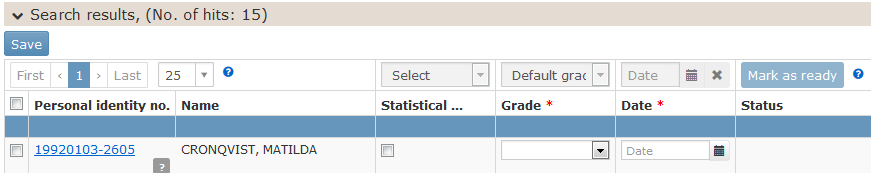 Search results, (No. of hits: 15)
Save
First ‹ 1 › Last 25 ? Select Default grad Date Mark as ready ?
Personal identity no. Name Statistical ... Grade * Date * Status
19920103-2605 CRONQVIST, MATILDA Date
?